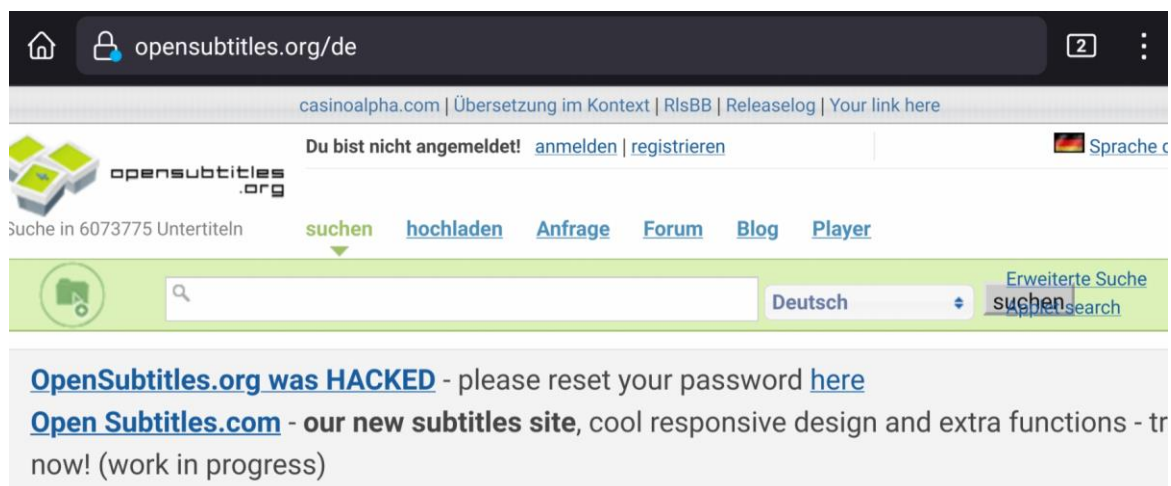 opensubtitles.org/de
2
casinoalpha.com | Übersetzung im Kontext | RlsBB | Releaselog | Your link here
Du bist nicht angemeldet! anmelden | registrieren
Sprache
opensubtitles
.org
Suche in 6073775 Untertiteln
suchen hochladen Anfrage Forum Blog Player
Erweiterte Suche
Deutsch
suchen
Applet search
OpenSubtitles.org was HACKED - please reset your password here
Open Subtitles.com - our new subtitles site, cool responsive design and extra functions - tr
now! (work in progress)